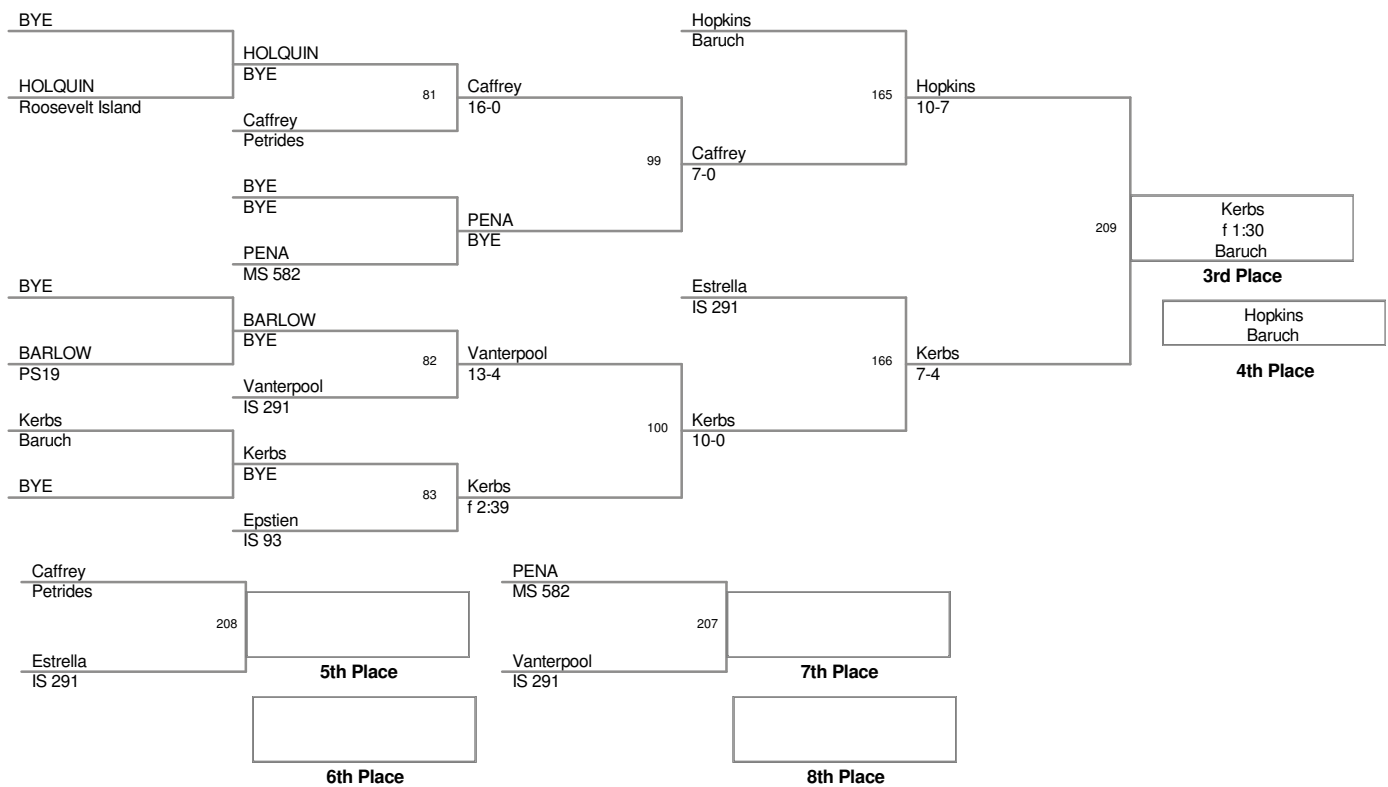 BYE
HOLQUIN
Roosevelt Island
HOLQUIN
BYE
81
Caffrey
Petrides
Caffrey
16-0
BYE
BYE
PENA
MS 582
PENA
BYE
99
Caffrey
7-0
Hopkins
Baruch
165
Hopkins
10-7
BYE
BARLOW
PS19
BARLOW
BYE
82
Vanterpool
IS 291
Vanterpool
13-4
Kerbs
Baruch
BYE
Kerbs
BYE
83
Epstien
IS 93
Kerbs
f 2:39
100
Kerbs
10-0
Estrella
IS 291
166
Kerbs
7-4
209
Kerbs
f 1:30
Baruch
3rd Place
Hopkins
Baruch
4th Place
Caffrey
Petrides
208
Estrella
IS 291
5th Place
6th Place
PENA
MS 582
207
Vanterpool
IS 291
7th Place
8th Place